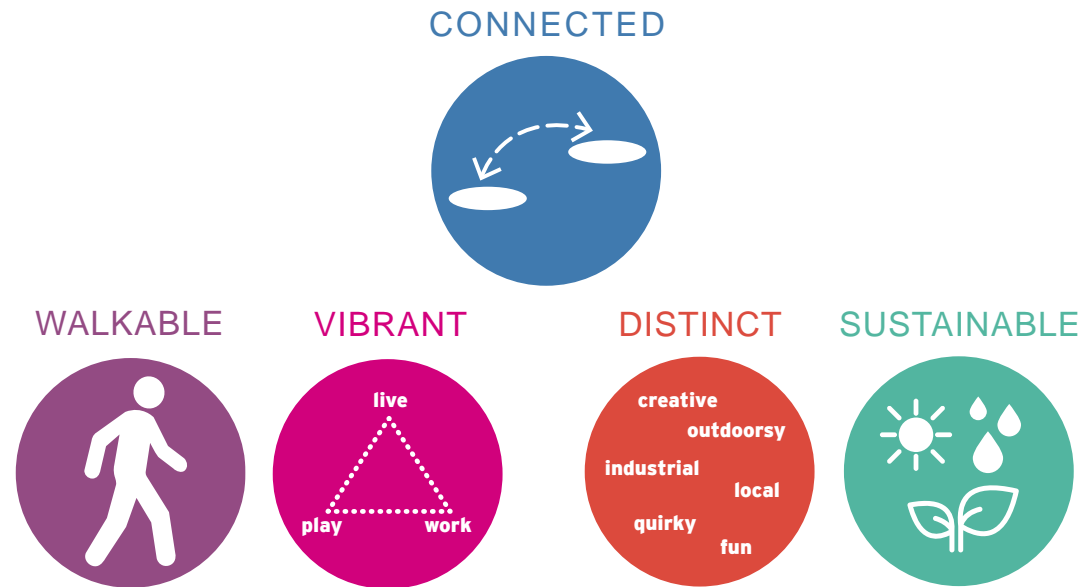 CONNECTED
WALKABLE
VIBRANT
DISTINCT
SUSTAINABLE
live
play
work
creative
outdoorsy
industrial
local
quirky
fun